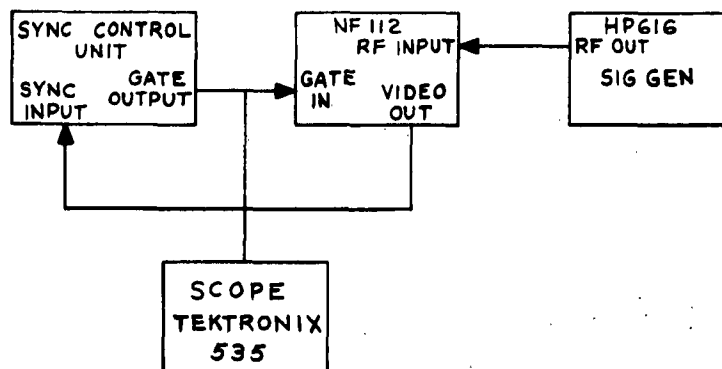 SYNC CONTROL
UNIT
GATE
OUTPUT
SYNC
INPUT
NF 112
RF INPUT
GATE
IN
VIDEO
OUT
HP616
RF OUT
SIG GEN
SCOPE
TEKTRONIX
535